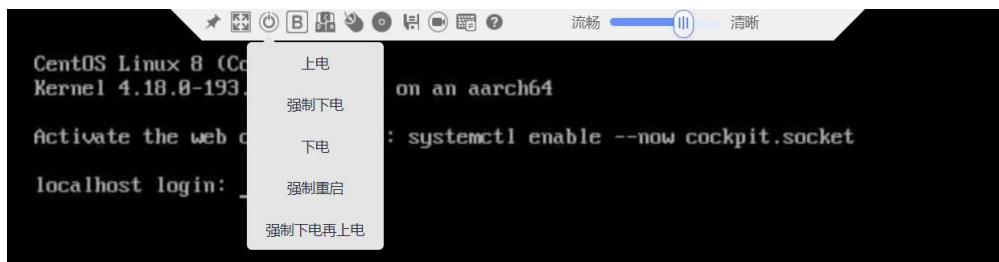 B
流畅
清晰
CentOS Linux 8 (Co
Kernel 4.18.0-193. on an aarch64
Activate the web c : systemctl enable --now cockpit.socket
localhost login: _
上电
强制下电
下电
强制重启
强制下电再上电